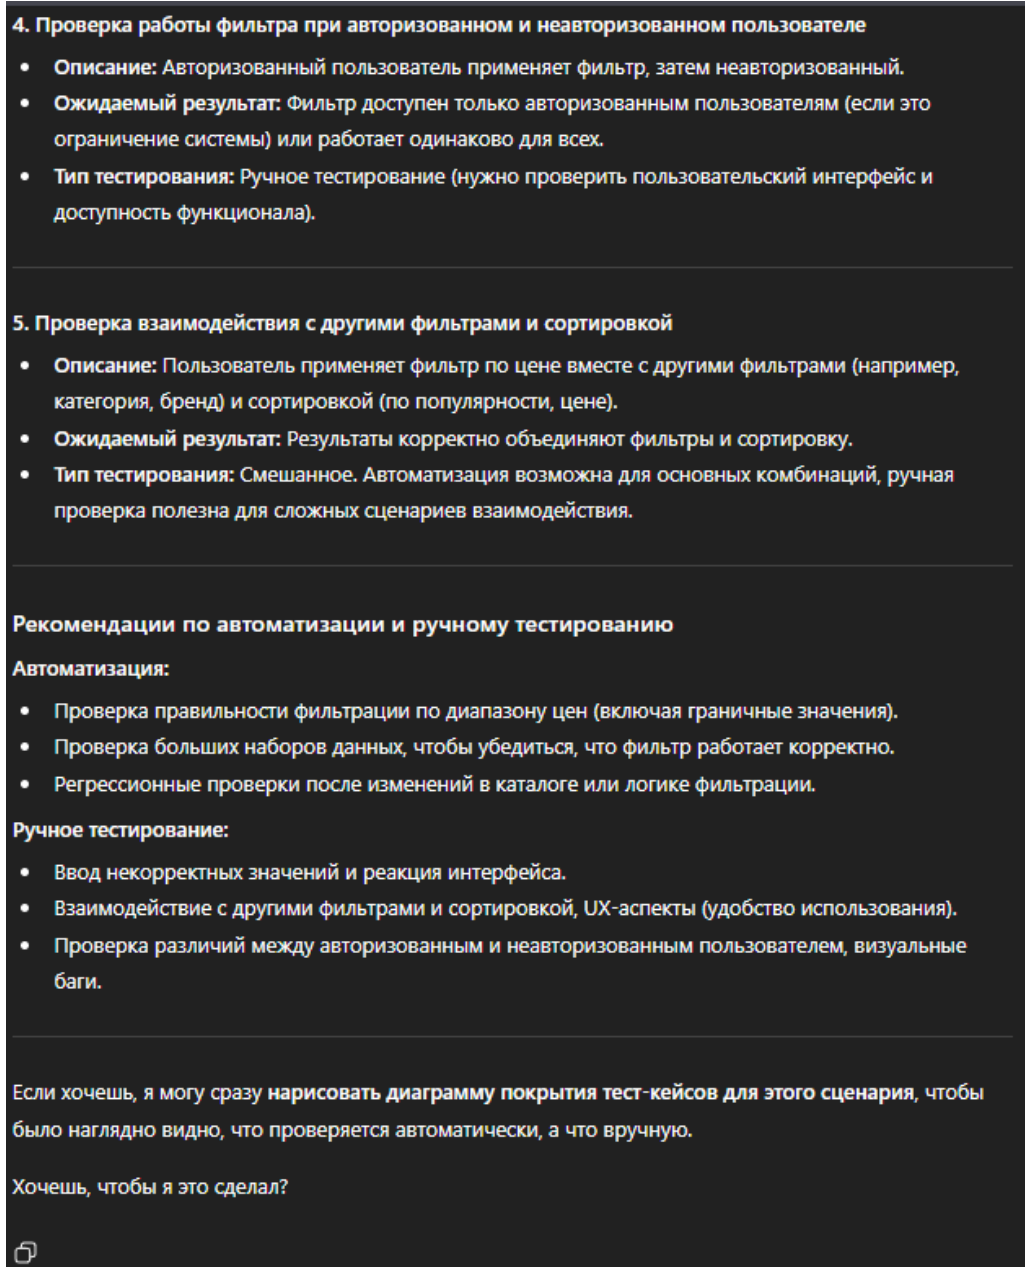 4. Проверка работы фильтра при авторизованном и неавторизованном пользователе
• Описание: Авторизованный пользователь применяет фильтр, затем неавторизованный.
• Ожидаемый результат: Фильтр доступен только авторизованным пользователям (если это
ограничение системы) или работает одинаково для всех.
• Тип тестирования: Ручное тестирование (нужно проверить пользовательский интерфейс и
доступность функционала).
5. Проверка взаимодействия с другими фильтрами и сортировкой
• Описание: Пользователь применяет фильтр по цене вместе с другими фильтрами (например,
категория, бренд) и сортировкой (по популярности, цене).
• Ожидаемый результат: Результаты корректно объединяют фильтры и сортировку.
• Тип тестирования: Смешанное. Автоматизация возможна для основных комбинаций, ручная
проверка полезна для сложных сценариев взаимодействия.
Рекомендации по автоматизации и ручному тестированию
Автоматизация:
• Проверка правильности фильтрации по диапазону цен (включая граничные значения).
• Проверка больших наборов данных, чтобы убедиться, что фильтр работает корректно.
• Регрессионные проверки после изменений в каталоге или логике фильтрации.
Ручное тестирование:
• Ввод некорректных значений и реакция интерфейса.
• Взаимодействие с другими фильтрами и сортировкой, UX-аспекты (удобство использования).
• Проверка различий между авторизованным и неавторизованным пользователем, визуальные
баги.
Если хочешь, я могу сразу нарисовать диаграмму покрытия тест-кейсов для этого сценария, чтобы
было наглядно видно, что проверяется автоматически, а что вручную.
Хочешь, чтобы я это сделал?